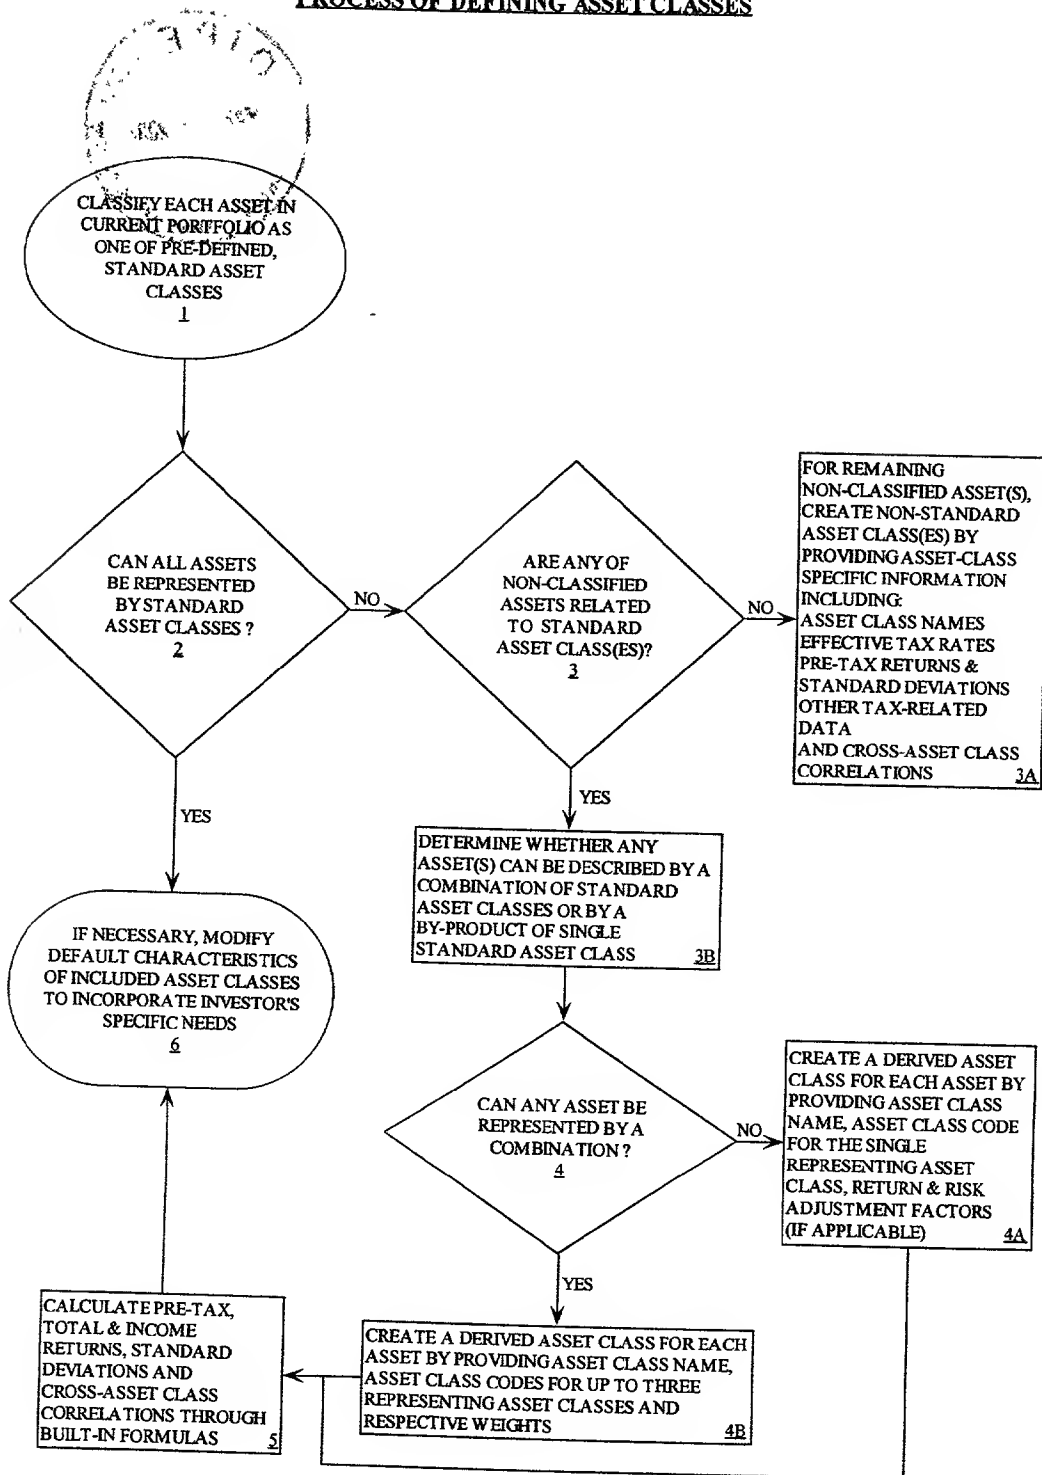 PROCESS OF DEFINING ASSET CLASSES
CLASSIFY EACH ASSET IN
CURRENT PORTFOLIO AS
ONE OF PRE-DEFINED,
STANDARD ASSET
CLASSES
1
CAN ALL ASSETS
BE REPRESENTED
BY STANDARD
ASSET CLASSES ?
2
NO
ARE ANY OF
NON-CLASSIFIED
ASSETS RELATED
TO STANDARD
ASSET CLASS(ES)?
3
NO
FOR REMAINING
NON-CLASSIFIED ASSET(S),
CREATE NON-STANDARD
ASSET CLASS(ES) BY
PROVIDING ASSET-CLASS
SPECIFIC INFORMATION
INCLUDING:
ASSET CLASS NAMES
EFFECTIVE TAX RATES
PRE-TAX RETURNS &
STANDARD DEVIATIONS
OTHER TAX-RELATED
DATA
AND CROSS-ASSET CLASS
CORRELATIONS 3A
YES
YES
DETERMINE WHETHER ANY
ASSET(S) CAN BE DESCRIBED BY A
COMBINATION OF STANDARD
ASSET CLASSES OR BY A
BY-PRODUCT OF SINGLE
STANDARD ASSET CLASS 3B
IF NECESSARY, MODIFY
DEFAULT CHARACTERISTICS
OF INCLUDED ASSET CLASSES
TO INCORPORATE INVESTOR'S
SPECIFIC NEEDS
6
CAN ANY ASSET BE
REPRESENTED BY A
COMBINATION ?
4
NO
CREATE A DERIVED ASSET
CLASS FOR EACH ASSET BY
PROVIDING ASSET CLASS
NAME, ASSET CLASS CODE
FOR THE SINGLE
REPRESENTING ASSET
CLASS, RETURN & RISK
ADJUSTMENT FACTORS
(IF APPLICABLE) 4A
YES
CALCULATE PRE-TAX,
TOTAL & INCOME
RETURNS, STANDARD
DEVIATIONS AND
CROSS-ASSET CLASS
CORRELATIONS THROUGH
BUILT-IN FORMULAS 5
CREATE A DERIVED ASSET CLASS FOR EACH
ASSET BY PROVIDING ASSET CLASS NAME,
ASSET CLASS CODES FOR UP TO THREE
REPRESENTING ASSET CLASSES AND
RESPECTIVE WEIGHTS 4B